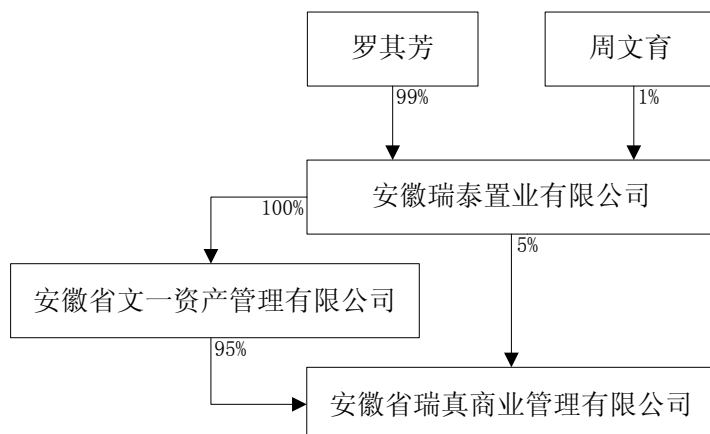 罗其芳
周文育
99%
1%
安徽瑞泰置业有限公司
100%
5%
安徽省文一资产管理有限公司
95%
安徽省瑞真商业管理有限公司